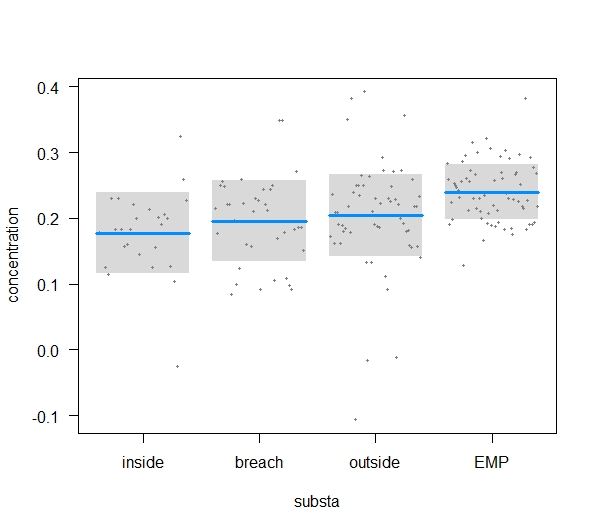 0.4
0.3
0.2
0.1
0.0
-0.1
concentration
inside
breach
outside
EMP
substa